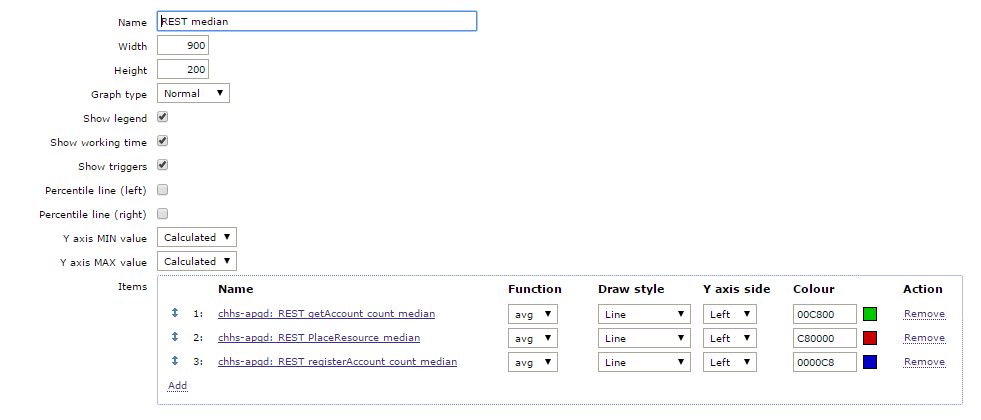 Name REST median
Width 900
Height 200
Graph type Normal
Show legend
Show working time
Show triggers
Percentile line (left)
Percentile line (right)
Y axis MIN value Calculated
Y axis MAX value Calculated
Items Name Function Draw style Y axis side Colour Action
1: chhs-apgd: REST getAccount count median avg Line Left 00C800 Remove
2: chhs-apgd: REST PlaceResource median avg Line Left C80000 Remove
3: chhs-apgd: REST registerAccount count median avg Line Left 0000C8 Remove
Add